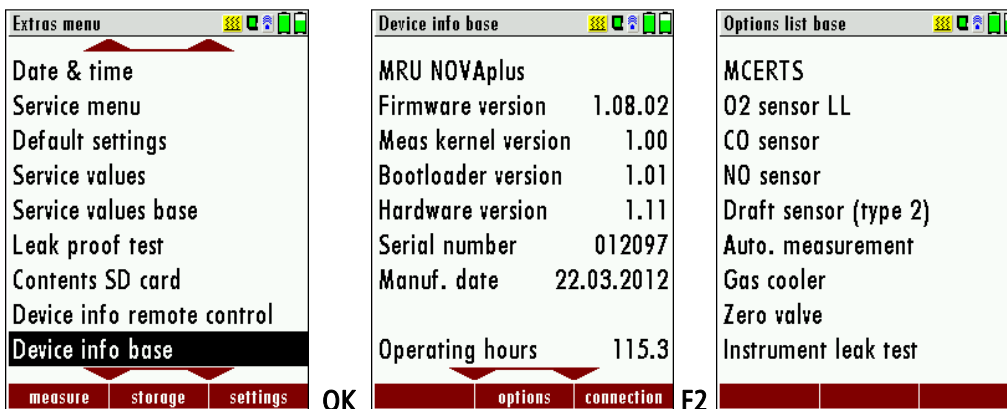 Extras menu
Date & time
Service menu
Default settings
Service values
Service values base
Leak proof test
Contents SD card
Device info remote control
Device info base
measure storage settings
OK
Device info base
MRU NOVAplus
Firmware version 1.08.02
Meas kernel version 1.00
Bootloader version 1.01
Hardware version 1.11
Serial number 012097
Manuf. date 22.03.2012
Operating hours 115.3
options connection
F2
Options list base
MCERTS
O2 sensor LL
CO sensor
NO sensor
Draft sensor (type 2)
Auto. measurement
Gas cooler
Zero valve
Instrument leak test